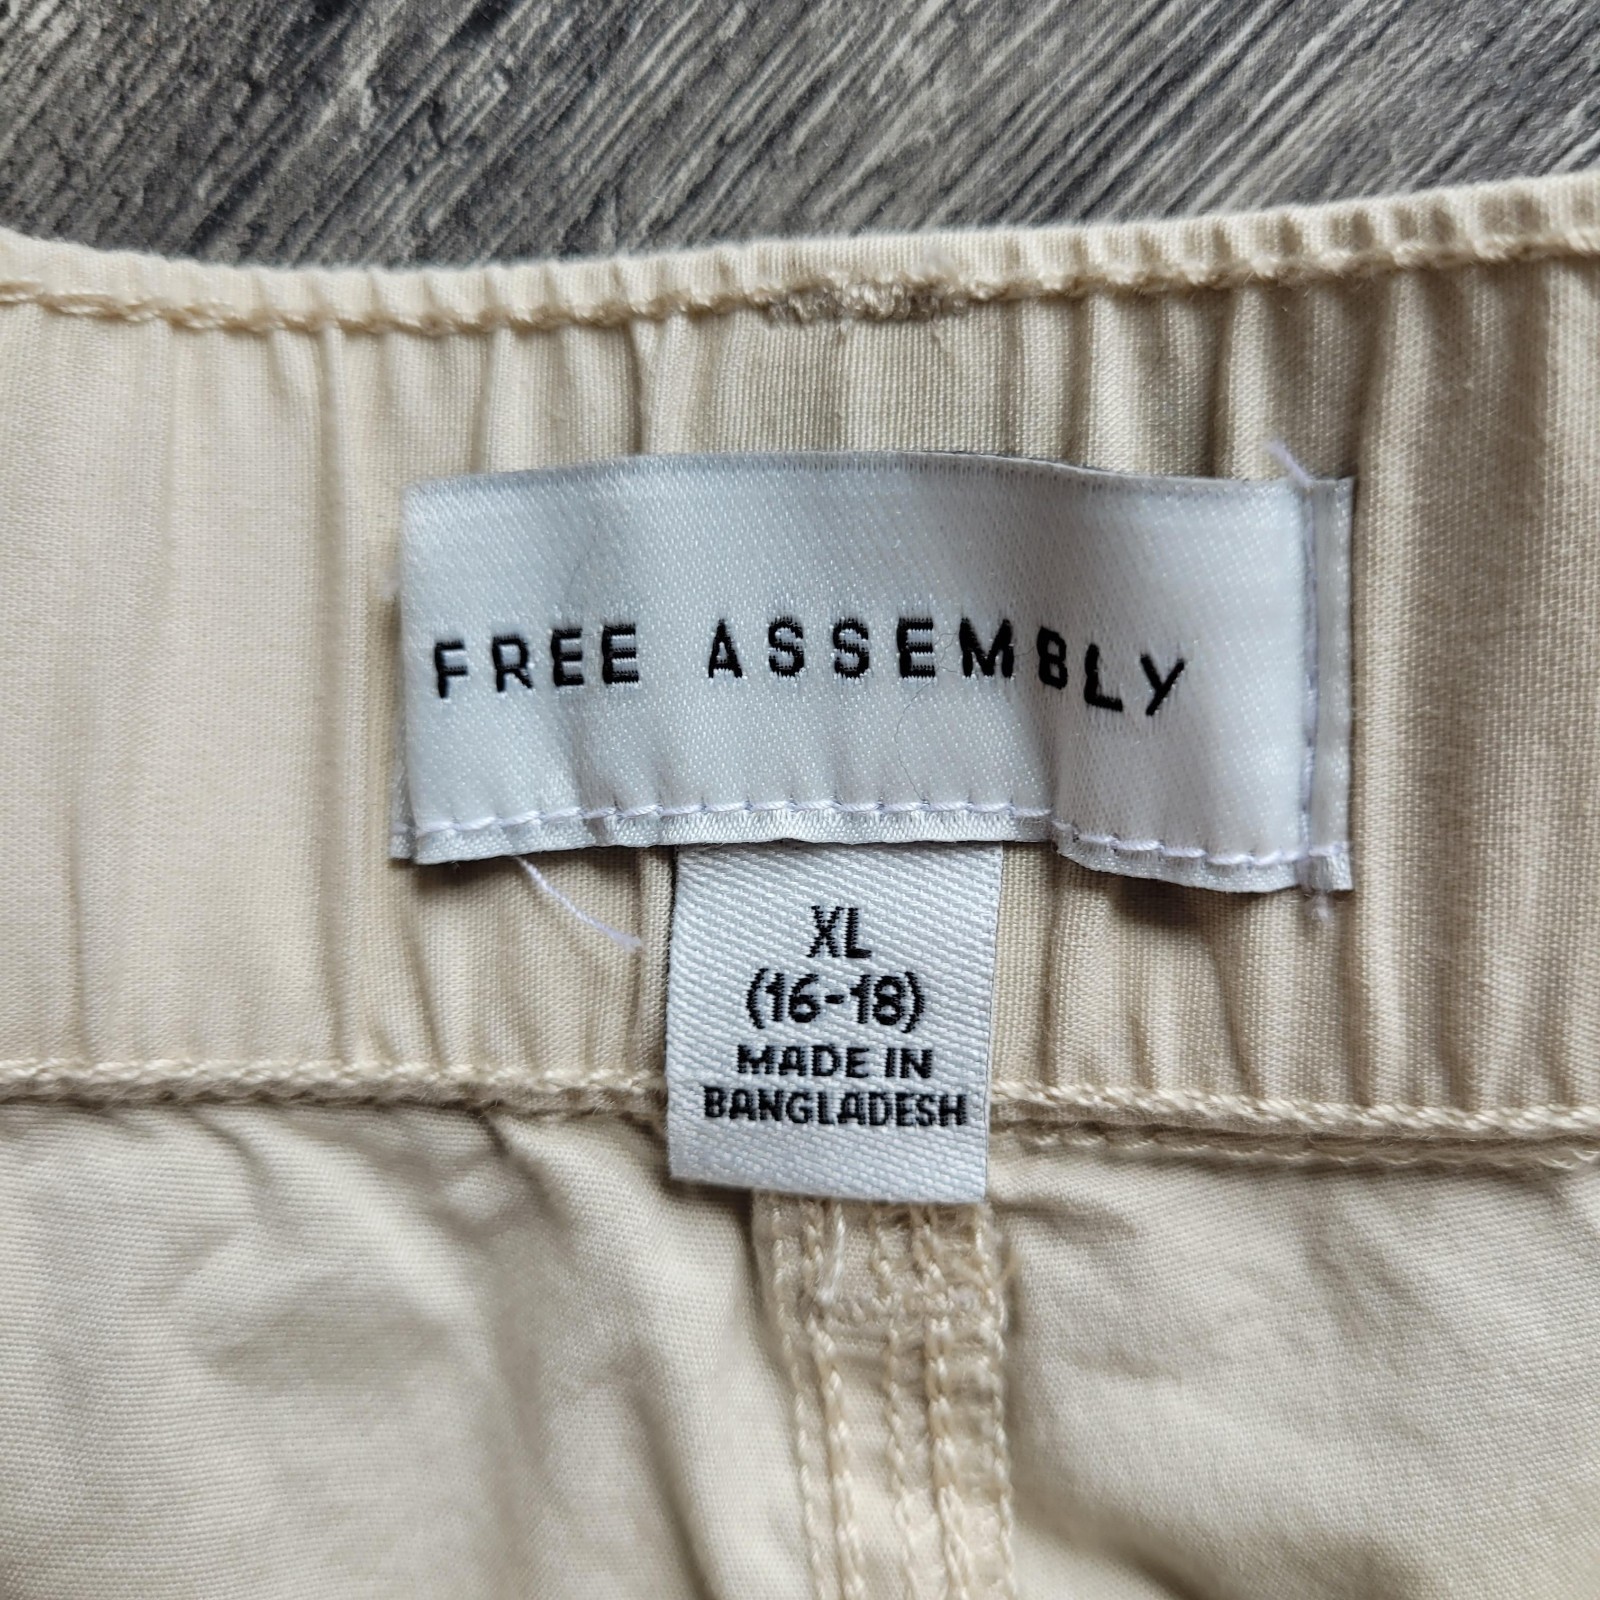 FREE ASSEMBLY
XL
(16-18)
MADE IN
BANGLADESH